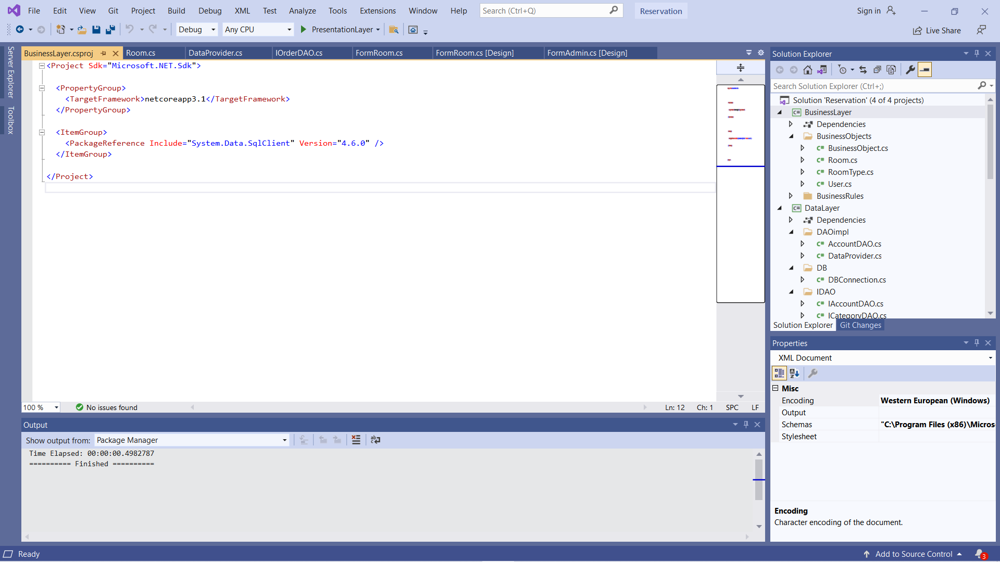 File Edit View Git Project Build Debug XML Test Analyze Tools Extensions Window Help Search (Ctrl+Q) Reservation Sign in
Debug Any CPU PresentationLayer Live Share
Server Explorer
Toolbox
BusinessLayer.csproj Room.cs DataProvider.cs IOrderDAO.cs FormRoom.cs FormRoom.cs [Design] FormAdmin.cs [Design]
<Project Sdk="Microsoft.NET.Sdk">
<PropertyGroup>
<TargetFramework>netcoreapp3.1</TargetFramework>
</PropertyGroup>
<ItemGroup>
<PackageReference Include="System.Data.SqlClient" Version="4.6.0" />
</ItemGroup>
</Project>
100 % No issues found Ln: 12 Ch: 1 SPC LF
Output
Show output from: Package Manager
Time Elapsed: 00:00:00.4982787
========== Finished ==========
Solution Explorer
Search Solution Explorer (Ctrl+;)
Solution 'Reservation' (4 of 4 projects)
BusinessLayer
Dependencies
BusinessObjects
BusinessObject.cs
Room.cs
RoomType.cs
User.cs
BusinessRules
DataLayer
Dependencies
DAOimpl
AccountDAO.cs
DataProvider.cs
DB
DBConnection.cs
IDAO
IAccountDAO.cs
ICategoryDAO.cs
Solution Explorer Git Changes
Properties
XML Document
Misc
Encoding Western European (Windows)
Output
Schemas "C:\Program Files (x86)\Micros
Stylesheet
Encoding
Character encoding of the document.
Ready Add to Source Control 3